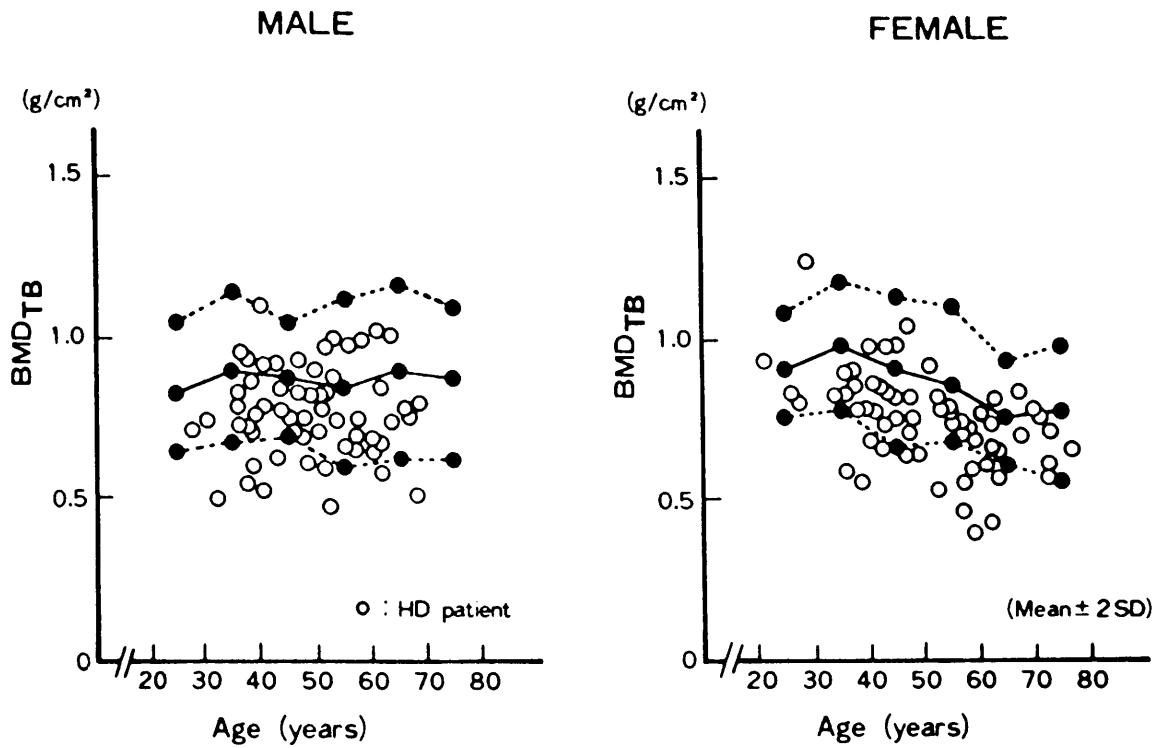 MALE
(g/cm²)
BMDTB
1.5
1.0
0.5
0
20 30 40 50 60 70 80
Age (years)
O : HD patient
FEMALE
(g/cm²)
BMDTB
1.5
1.0
0.5
0
20 30 40 50 60 70 80
Age (years)
(Mean ± 2SD)